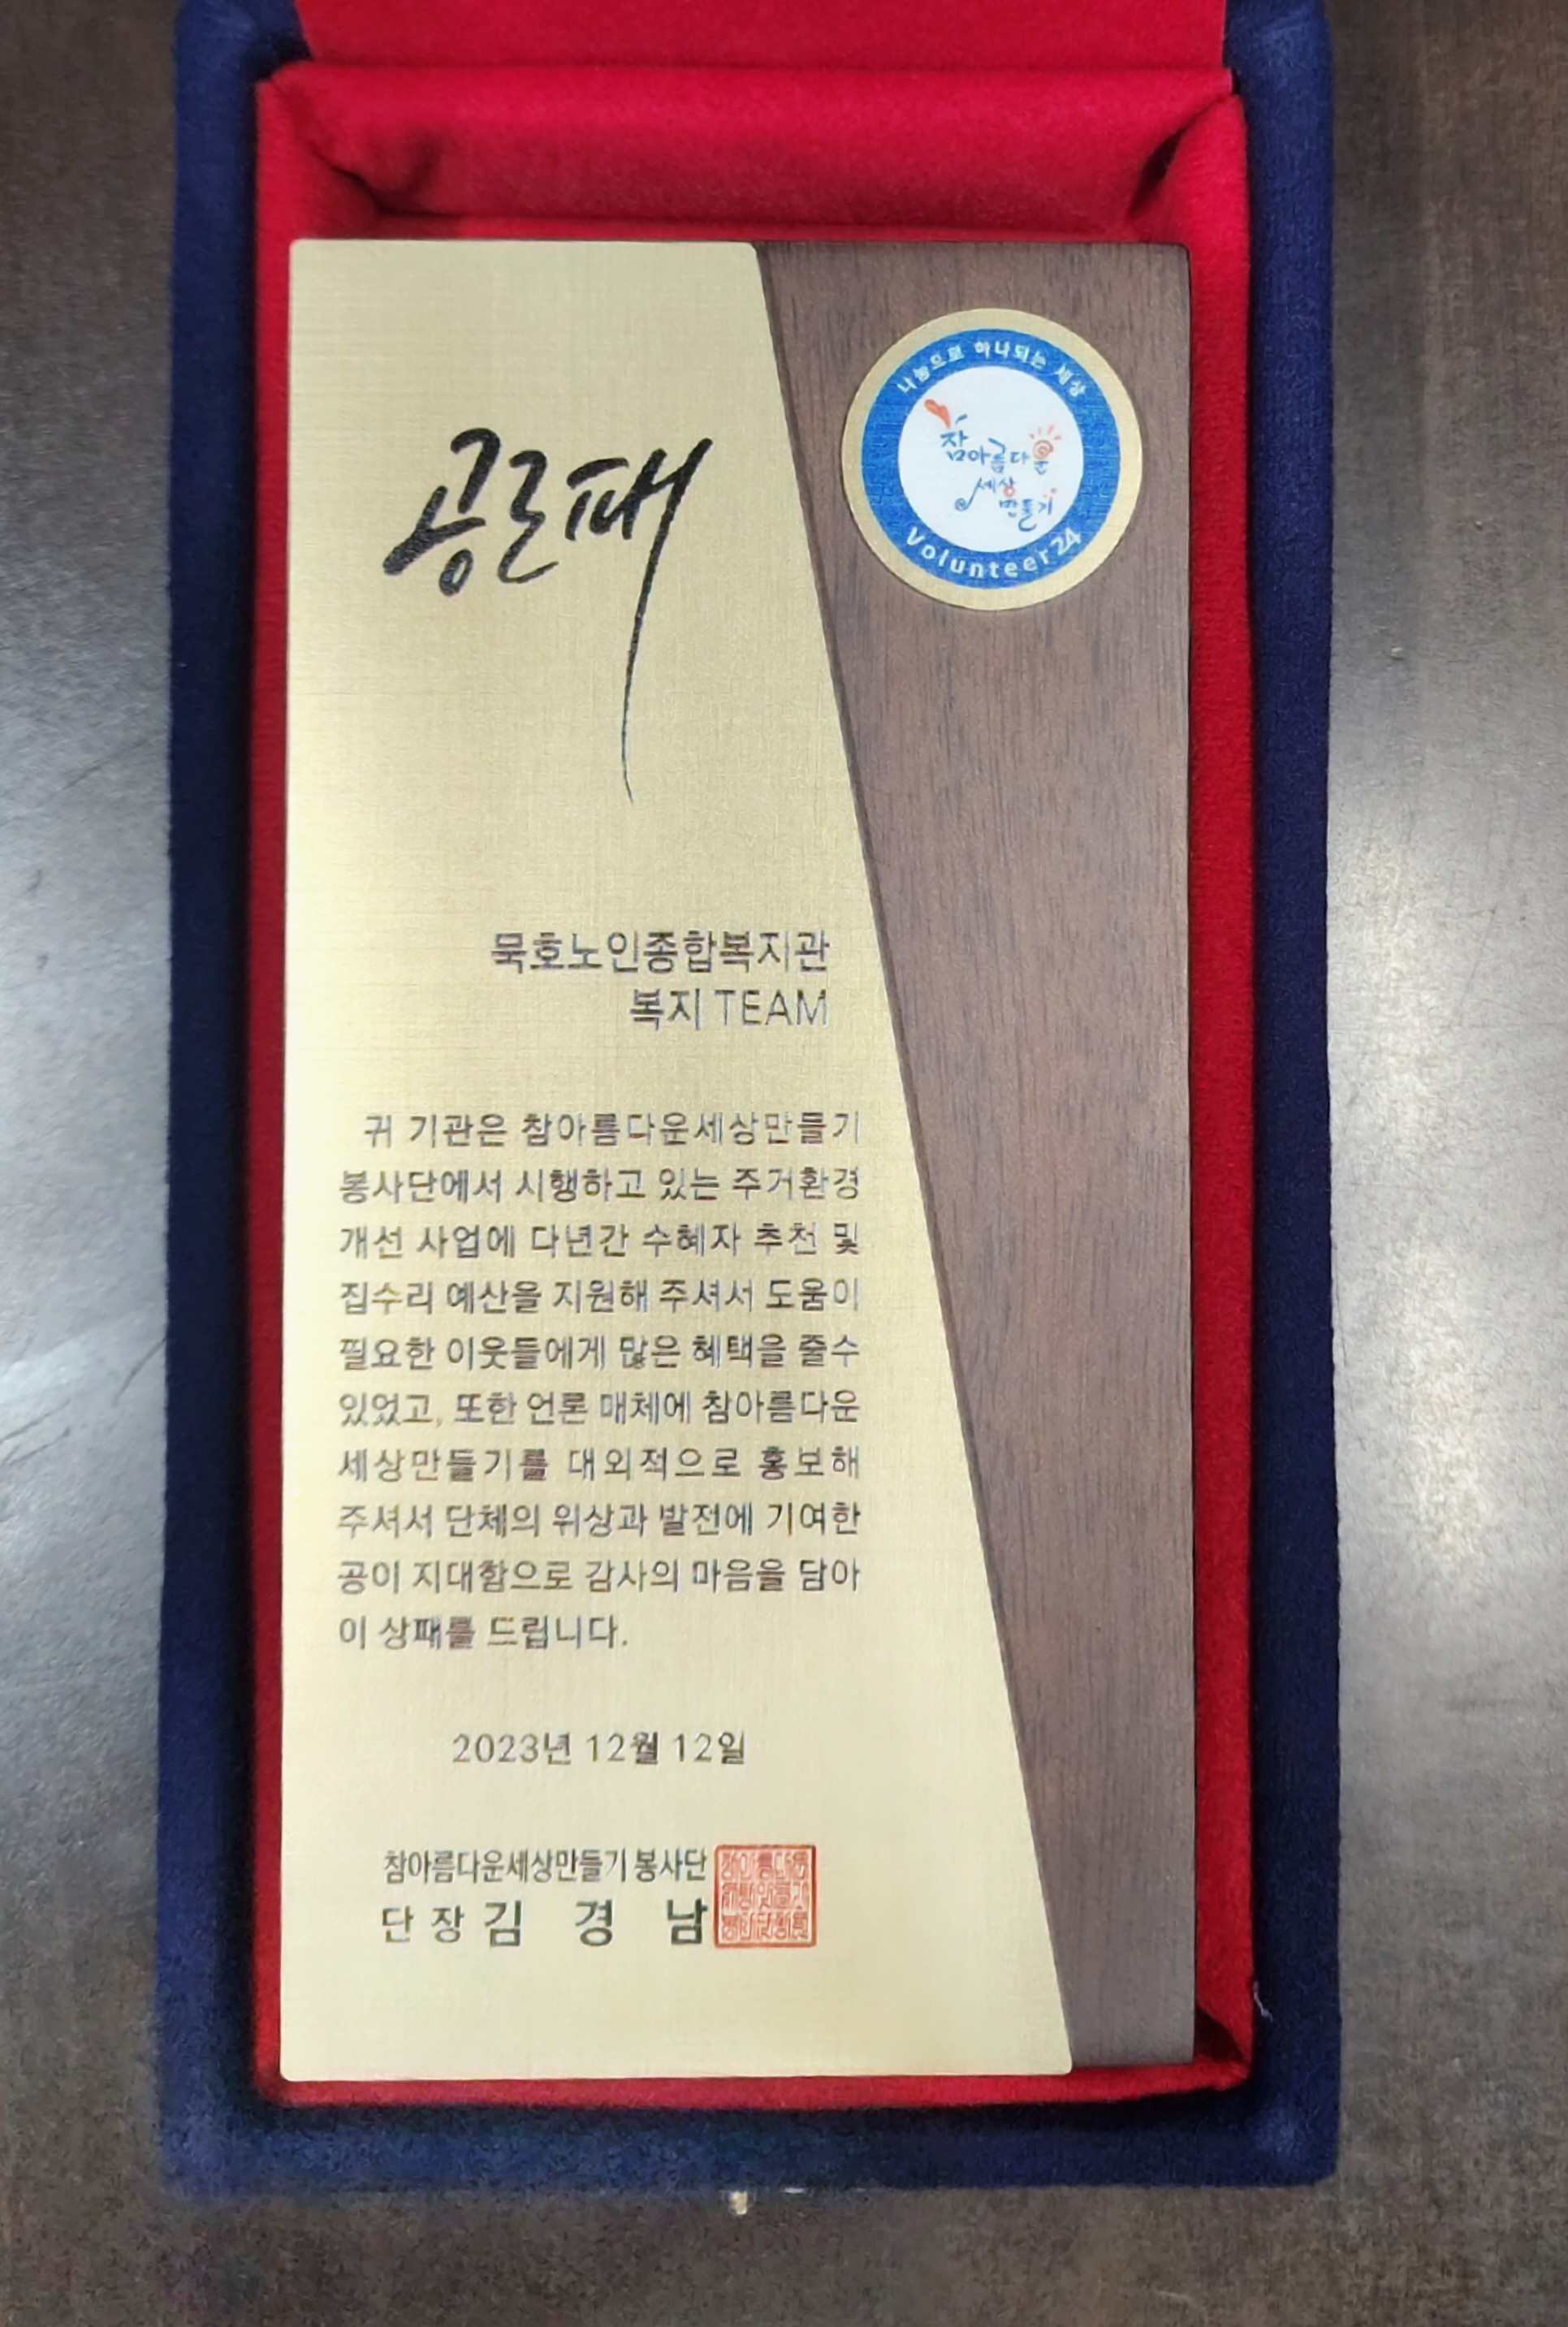 공로패
나눔으로 하나되는 세상
참아름다운
세상
만들기
Volunteer24
묵호노인종합복지관
복지 TEAM
귀 기관은 참아름다운세상만들기
봉사단에서 시행하고 있는 주거환경
개선 사업에 다년간 수혜자 추천 및
집수리 예산을 지원해 주셔서 도움이
필요한 이웃들에게 많은 혜택을 줄수
있었고, 또한 언론 매체에 참아름다운
세상만들기를 대외적으로 홍보해
주셔서 단체의 위상과 발전에 기여한
공이 지대함으로 감사의 마음을 담아
이 상패를 드립니다.
2023년 12월 12일
참아름다운세상만들기 봉사단
단 장 김 경 남